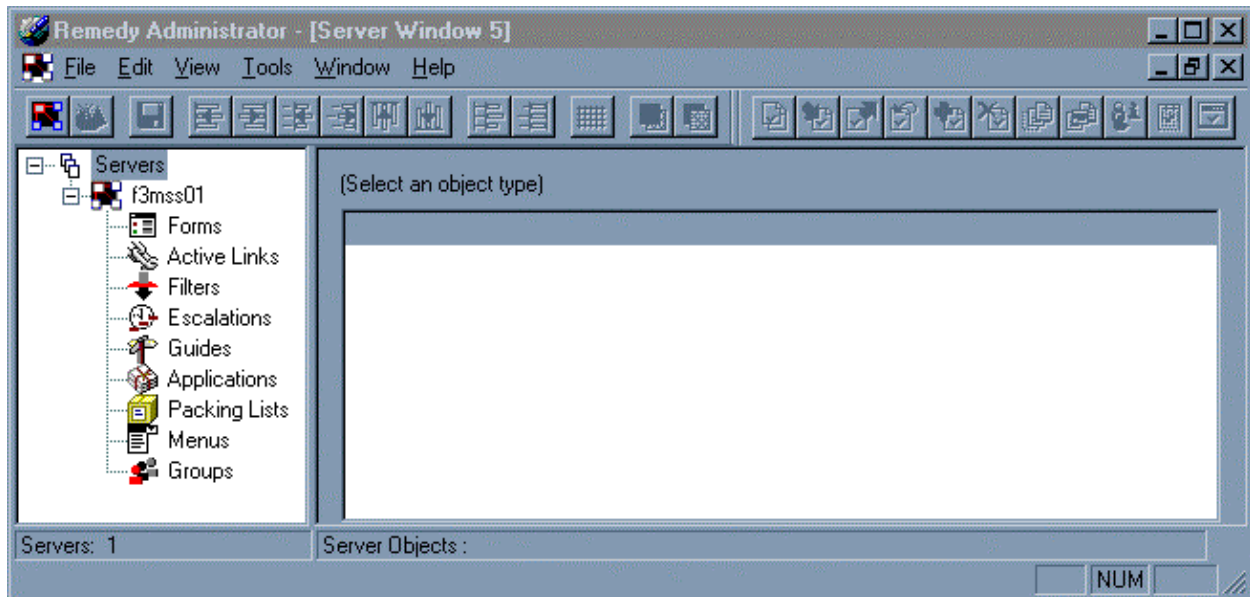 Remedy Administrator - [Server Window 5]
File Edit View Tools Window Help
Servers
f3mss01
Forms
Active Links
Filters
Escalations
Guides
Applications
Packing Lists
Menus
Groups
(Select an object type)
Servers: 1
Server Objects :
NUM